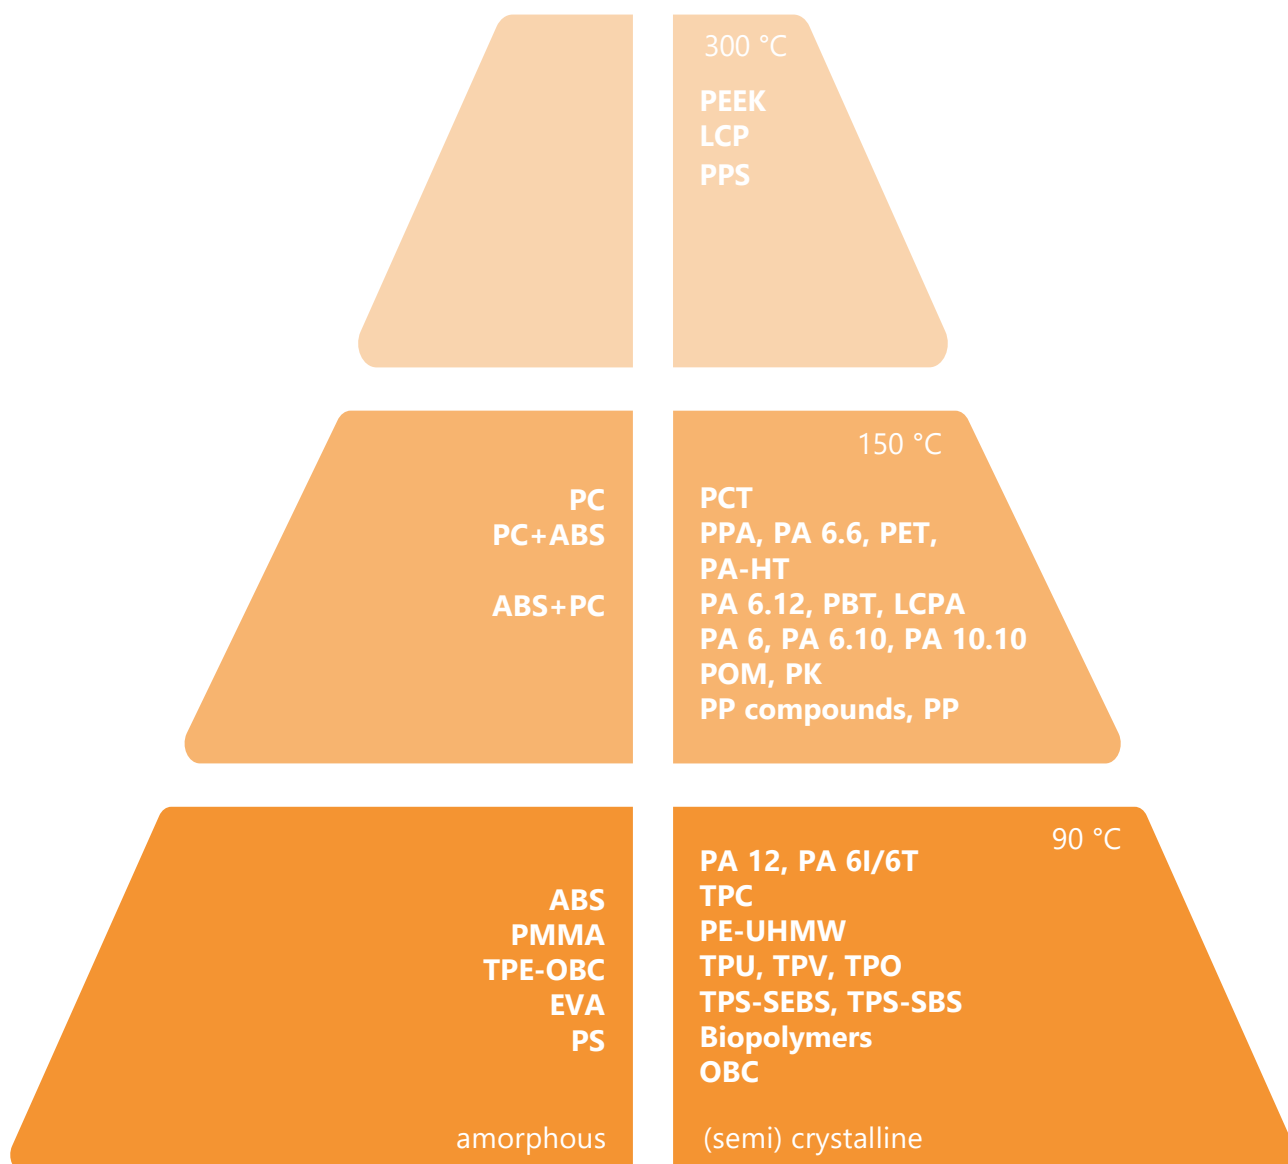 300 °C
PEEK
LCP
PPS
150 °C
PC
PC+ABS
ABS+PC
PCT
PPA, PA 6.6, PET,
PA-HT
PA 6.12, PBT, LCPA
PA 6, PA 6.10, PA 10.10
POM, PK
PP compounds, PP
90 °C
ABS
PMMA
TPE-OBC
EVA
PS
amorphous
PA 12, PA 6I/6T
TPC
PE-UHMW
TPU, TPV, TPO
TPS-SEBS, TPS-SBS
Biopolymers
OBC
(semi) crystalline